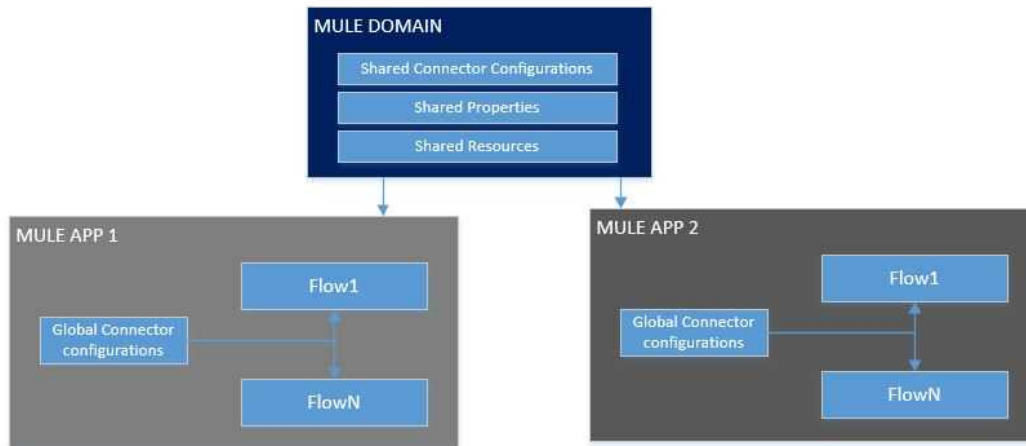 MULE DOMAIN
Shared Connector Configurations
Shared Properties
Shared Resources
MULE APP 1
Flow1
Global Connector
configurations
FlowN
MULE APP 2
Flow1
Global Connector
configurations
FlowN